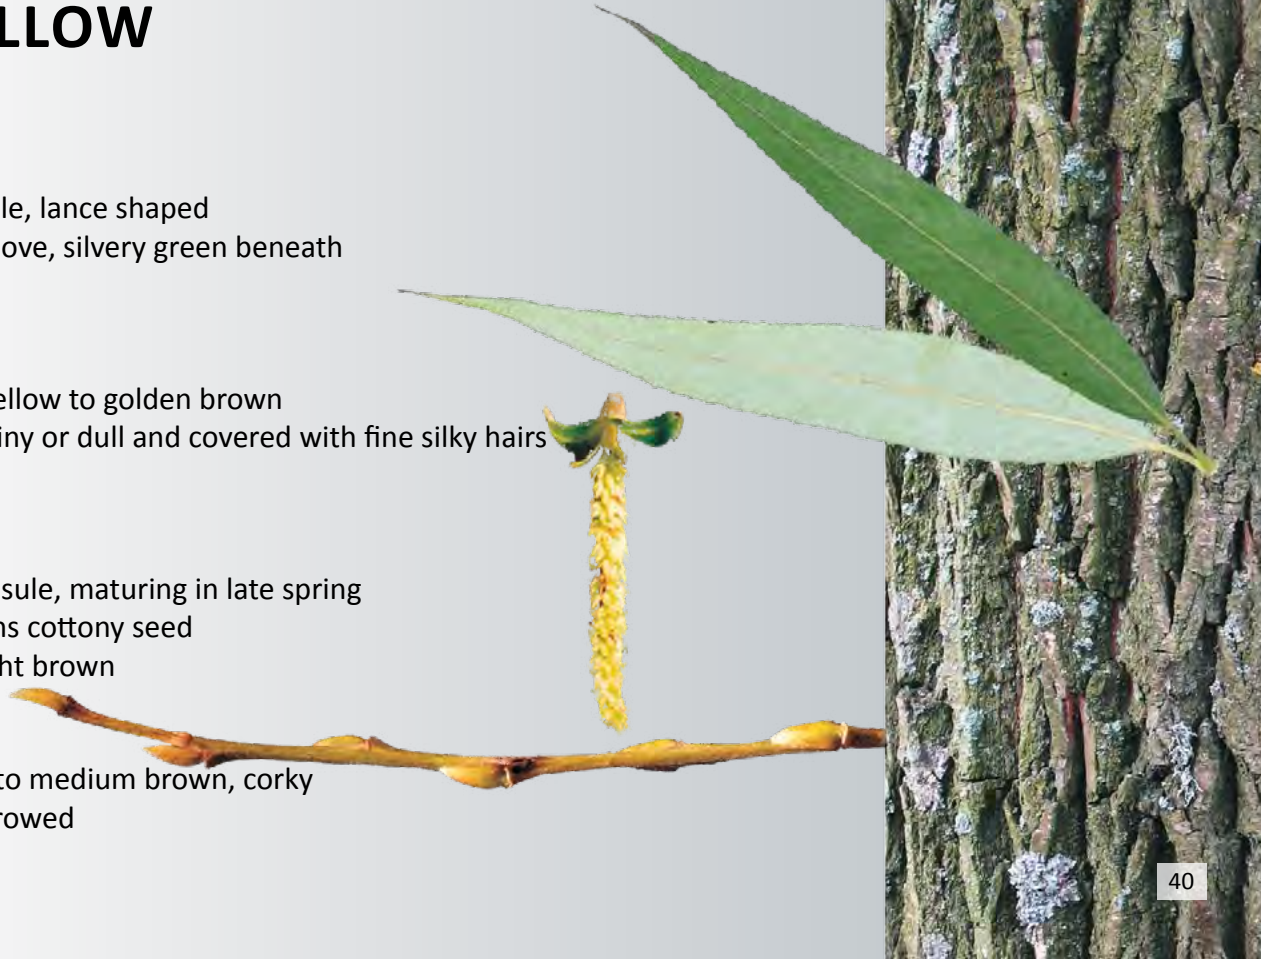 LLOW
le, lance shaped
ove, silvery green beneath
ellow to golden brown
iny or dull and covered with fine silky hairs
sule, maturing in late spring
ns cottony seed
ht brown
to medium brown, corky
rowed
40